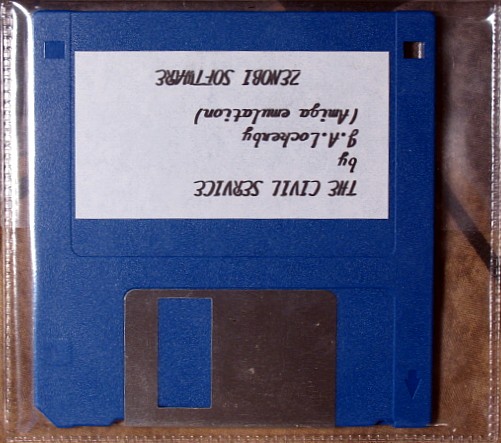 THE CIVIL SERVICE
by
J.A.Lockerby
(Amiga emulation)
ZENOBI SOFTWARE